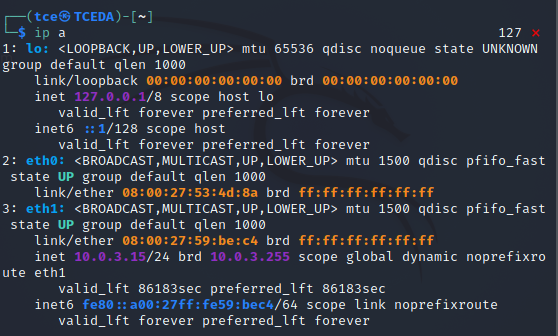 ┌──(tce㉿TCEDA)-[~]
└─$ ip a 127 ⨯
1: lo: <LOOPBACK,UP,LOWER_UP> mtu 65536 qdisc noqueue state UNKNOWN
group default qlen 1000
    link/loopback 00:00:00:00:00:00 brd 00:00:00:00:00:00
    inet 127.0.0.1/8 scope host lo
       valid_lft forever preferred_lft forever
    inet6 ::1/128 scope host
       valid_lft forever preferred_lft forever
2: eth0: <BROADCAST,MULTICAST,UP,LOWER_UP> mtu 1500 qdisc pfifo_fast
 state UP group default qlen 1000
    link/ether 08:00:27:53:4d:8a brd ff:ff:ff:ff:ff:ff
3: eth1: <BROADCAST,MULTICAST,UP,LOWER_UP> mtu 1500 qdisc pfifo_fast
 state UP group default qlen 1000
    link/ether 08:00:27:59:be:c4 brd ff:ff:ff:ff:ff:ff
    inet 10.0.3.15/24 brd 10.0.3.255 scope global dynamic noprefixro
ute eth1
       valid_lft 86183sec preferred_lft 86183sec
    inet6 fe80::a00:27ff:fe59:bec4/64 scope link noprefixroute
       valid_lft forever preferred_lft forever